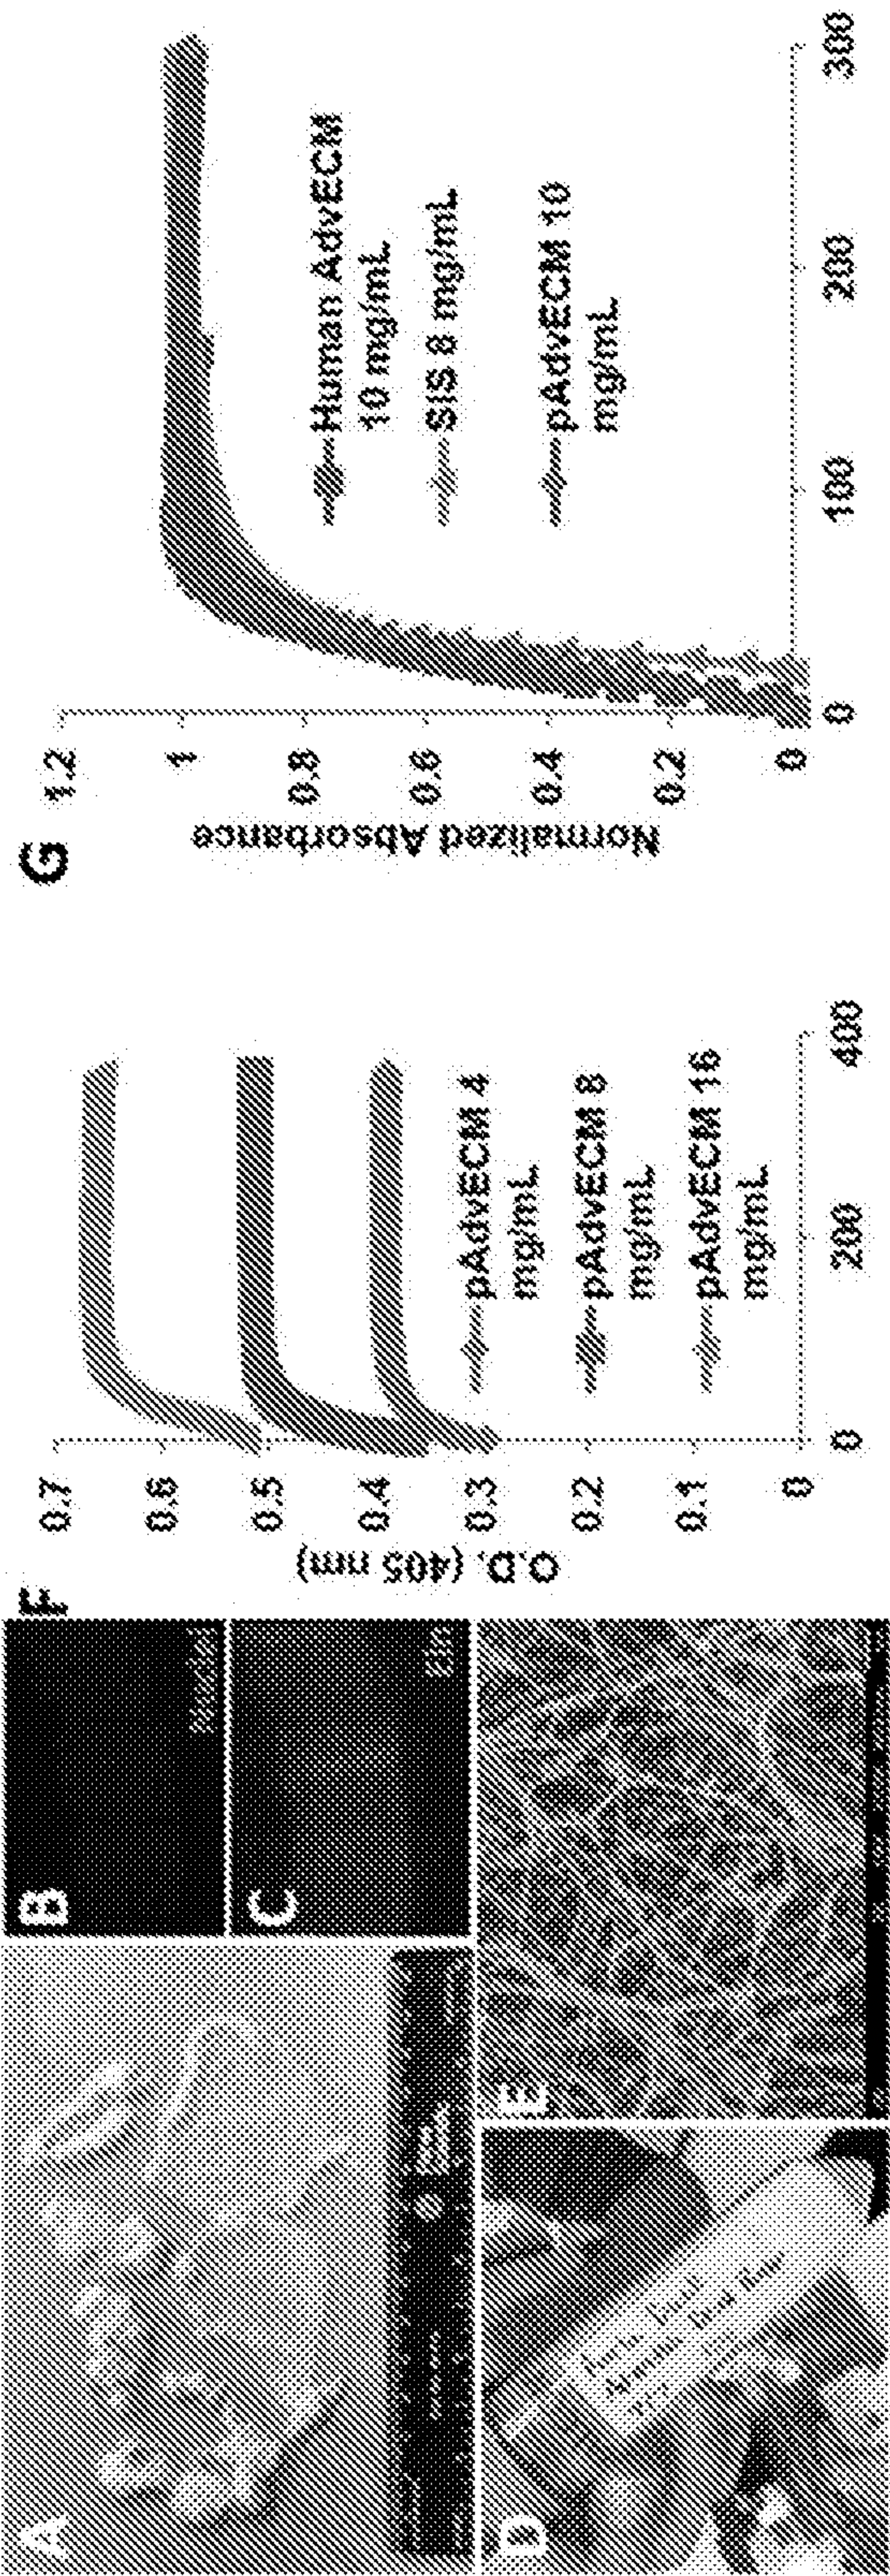 A
B
C
D
E
F
0.7
0.6
0.5
0.4
0.3
0.2
0.1
0
O.D. (405 nm)
pAdvECM 4
mg/mL
pAdvECM 8
mg/mL
pAdvECM 16
mg/mL
0
200
400
G
1.2
1
0.8
0.6
0.4
0.2
0
Normalized Absorbance
Human AdvECM
10 mg/mL
SIS 8 mg/mL
pAdvECM 10
mg/mL
0
100
200
300